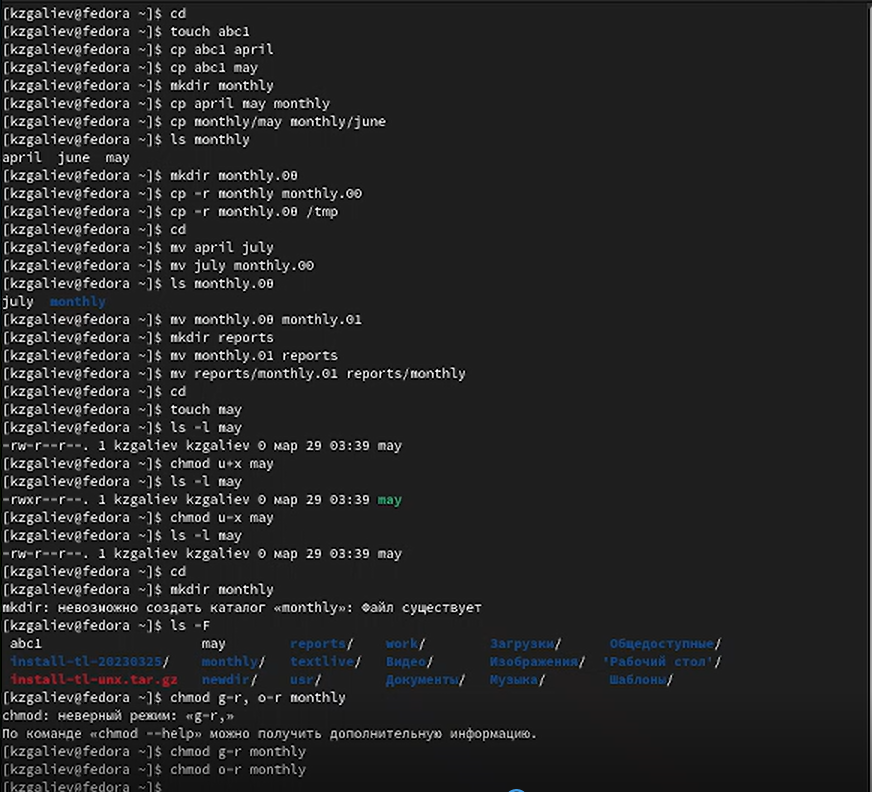 [kzgaliev@fedora ~]$ cd
[kzgaliev@fedora ~]$ touch abc1
[kzgaliev@fedora ~]$ cp abc1 april
[kzgaliev@fedora ~]$ cp abc1 may
[kzgaliev@fedora ~]$ mkdir monthly
[kzgaliev@fedora ~]$ cp april may monthly
[kzgaliev@fedora ~]$ cp monthly/may monthly/june
[kzgaliev@fedora ~]$ ls monthly
april june may
[kzgaliev@fedora ~]$ mkdir monthly.00
[kzgaliev@fedora ~]$ cp -r monthly monthly.00
[kzgaliev@fedora ~]$ cp -r monthly.00 /tmp
[kzgaliev@fedora ~]$ cd
[kzgaliev@fedora ~]$ mv april july
[kzgaliev@fedora ~]$ mv july monthly.00
[kzgaliev@fedora ~]$ ls monthly.00
july monthly
[kzgaliev@fedora ~]$ mv monthly.00 monthly.01
[kzgaliev@fedora ~]$ mkdir reports
[kzgaliev@fedora ~]$ mv monthly.01 reports
[kzgaliev@fedora ~]$ mv reports/monthly.01 reports/monthly
[kzgaliev@fedora ~]$ cd
[kzgaliev@fedora ~]$ touch may
[kzgaliev@fedora ~]$ ls -l may
-rw-r--r--. 1 kzgaliev kzgaliev 0 мар 29 03:39 may
[kzgaliev@fedora ~]$ chmod u+x may
[kzgaliev@fedora ~]$ ls -l may
-rwxr--r--. 1 kzgaliev kzgaliev 0 мар 29 03:39 may
[kzgaliev@fedora ~]$ chmod u-x may
[kzgaliev@fedora ~]$ ls -l may
-rw-r--r--. 1 kzgaliev kzgaliev 0 мар 29 03:39 may
[kzgaliev@fedora ~]$ cd
[kzgaliev@fedora ~]$ mkdir monthly
mkdir: невозможно создать каталог «monthly»: Файл существует
[kzgaliev@fedora ~]$ ls -F
abc1 may reports/ work/ Загрузки/ Общедоступные/
install-tl-20230325/ monthly/ textlive/ Видео/ Изображения/ 'Рабочий стол'/
install-tl-unx.tar.gz newdir/ usr/ Документы/ Музыка/ Шаблоны/
[kzgaliev@fedora ~]$ chmod g-r, o-r monthly
chmod: неверный режим: «g-r,»
По команде «chmod --help» можно получить дополнительную информацию.
[kzgaliev@fedora ~]$ chmod g-r monthly
[kzgaliev@fedora ~]$ chmod o-r monthly
[kzgaliev@fedora ~]$